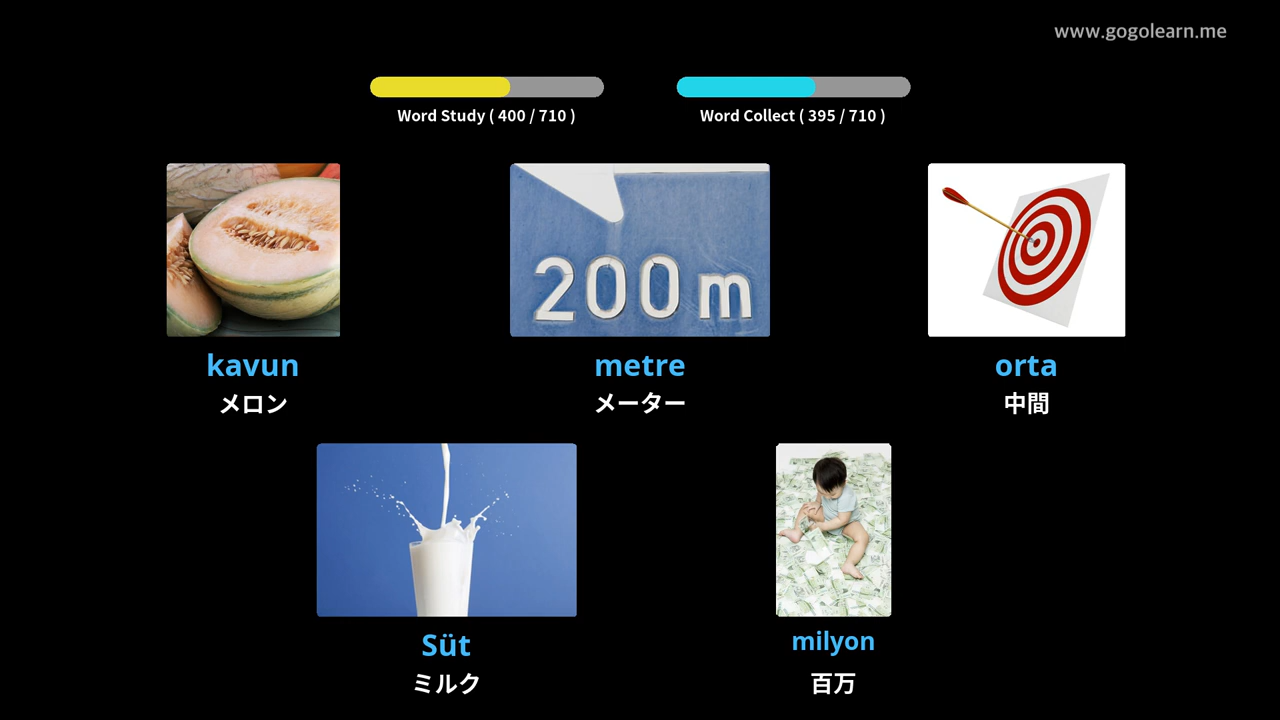 www.gogolearn.me
Word Study ( 400 / 710 )
Word Collect ( 395 / 710 )
200 m
kavun
メロン
metre
メーター
orta
中間
Süt
ミルク
milyon
百万